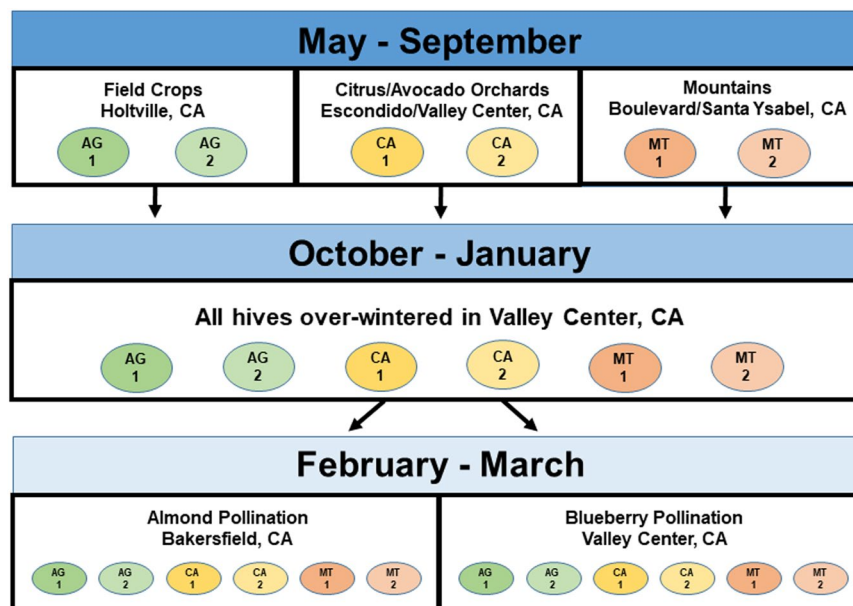 May - September
Field Crops
Holtville, CA
AG
1
AG
2
Citrus/Avocado Orchards
Escondido/Valley Center, CA
CA
1
CA
2
Mountains
Boulevard/Santa Ysabel, CA
MT
1
MT
2
October - January
All hives over-wintered in Valley Center, CA
AG
1
AG
2
CA
1
CA
2
MT
1
MT
2
February - March
Almond Pollination
Bakersfield, CA
AG
1
AG
2
CA
1
CA
2
MT
1
MT
2
Blueberry Pollination
Valley Center, CA
AG
1
AG
2
CA
1
CA
2
MT
1
MT
2